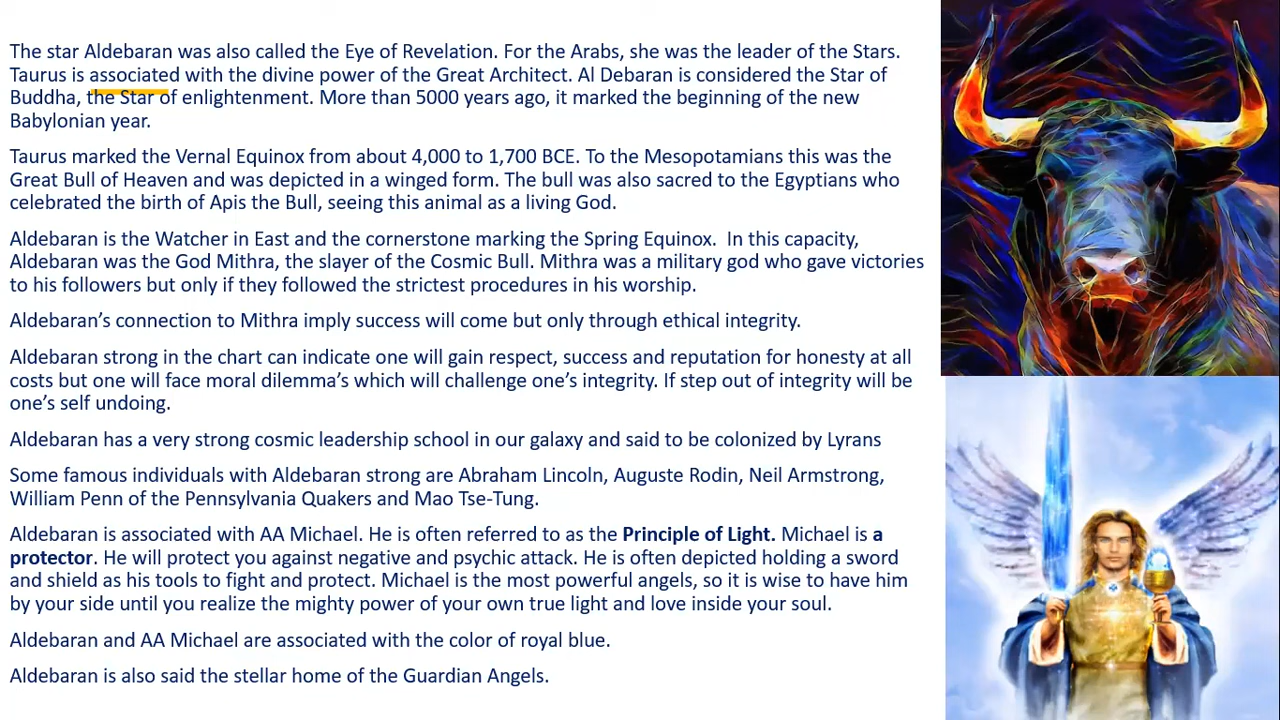 The star Aldebaran was also called the Eye of Revelation. For the Arabs, she was the leader of the Stars.
Taurus is associated with the divine power of the Great Architect. Al Debaran is considered the Star of
Buddha, the Star of enlightenment. More than 5000 years ago, it marked the beginning of the new
Babylonian year.
Taurus marked the Vernal Equinox from about 4,000 to 1,700 BCE. To the Mesopotamians this was the
Great Bull of Heaven and was depicted in a winged form. The bull was also sacred to the Egyptians who
celebrated the birth of Apis the Bull, seeing this animal as a living God.
Aldebaran is the Watcher in East and the cornerstone marking the Spring Equinox.  In this capacity,
Aldebaran was the God Mithra, the slayer of the Cosmic Bull. Mithra was a military god who gave victories
to his followers but only if they followed the strictest procedures in his worship.
Aldebaran’s connection to Mithra imply success will come but only through ethical integrity.
Aldebaran strong in the chart can indicate one will gain respect, success and reputation for honesty at all
costs but one will face moral dilemma’s which will challenge one’s integrity. If step out of integrity will be
one’s self undoing.
Aldebaran has a very strong cosmic leadership school in our galaxy and said to be colonized by Lyrans
Some famous individuals with Aldebaran strong are Abraham Lincoln, Auguste Rodin, Neil Armstrong,
William Penn of the Pennsylvania Quakers and Mao Tse-Tung.
Aldebaran is associated with AA Michael. He is often referred to as the Principle of Light. Michael is a
protector. He will protect you against negative and psychic attack. He is often depicted holding a sword
and shield as his tools to fight and protect. Michael is the most powerful angels, so it is wise to have him
by your side until you realize the mighty power of your own true light and love inside your soul.
Aldebaran and AA Michael are associated with the color of royal blue.
Aldebaran is also said the stellar home of the Guardian Angels.